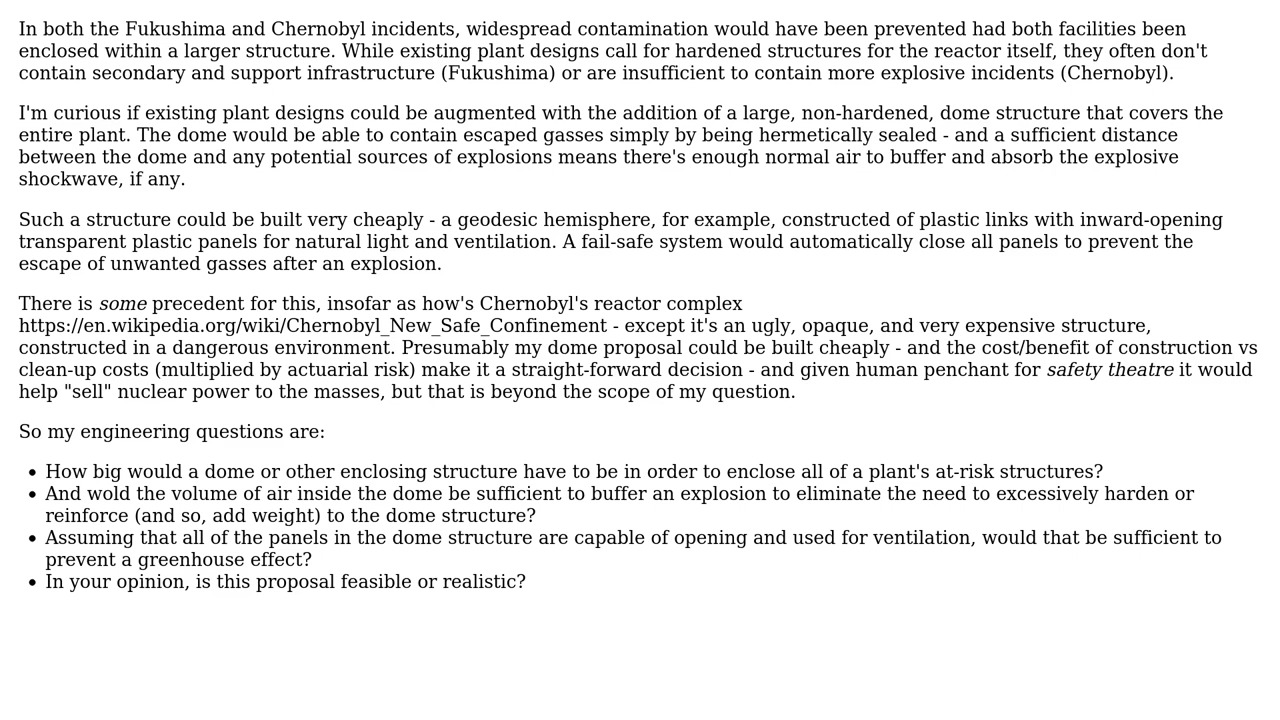 In both the Fukushima and Chernobyl incidents, widespread contamination would have been prevented had both facilities been
enclosed within a larger structure. While existing plant designs call for hardened structures for the reactor itself, they often don't
contain secondary and support infrastructure (Fukushima) or are insufficient to contain more explosive incidents (Chernobyl).
I'm curious if existing plant designs could be augmented with the addition of a large, non-hardened, dome structure that covers the
entire plant. The dome would be able to contain escaped gasses simply by being hermetically sealed - and a sufficient distance
between the dome and any potential sources of explosions means there's enough normal air to buffer and absorb the explosive
shockwave, if any.
Such a structure could be built very cheaply - a geodesic hemisphere, for example, constructed of plastic links with inward-opening
transparent plastic panels for natural light and ventilation. A fail-safe system would automatically close all panels to prevent the
escape of unwanted gasses after an explosion.
There is some precedent for this, insofar as how's Chernobyl's reactor complex
https://en.wikipedia.org/wiki/Chernobyl_New_Safe_Confinement - except it's an ugly, opaque, and very expensive structure,
constructed in a dangerous environment. Presumably my dome proposal could be built cheaply - and the cost/benefit of construction vs
clean-up costs (multiplied by actuarial risk) make it a straight-forward decision - and given human penchant for safety theatre it would
help "sell" nuclear power to the masses, but that is beyond the scope of my question.
So my engineering questions are:
• How big would a dome or other enclosing structure have to be in order to enclose all of a plant's at-risk structures?
• And wold the volume of air inside the dome be sufficient to buffer an explosion to eliminate the need to excessively harden or
reinforce (and so, add weight) to the dome structure?
• Assuming that all of the panels in the dome structure are capable of opening and used for ventilation, would that be sufficient to
prevent a greenhouse effect?
• In your opinion, is this proposal feasible or realistic?